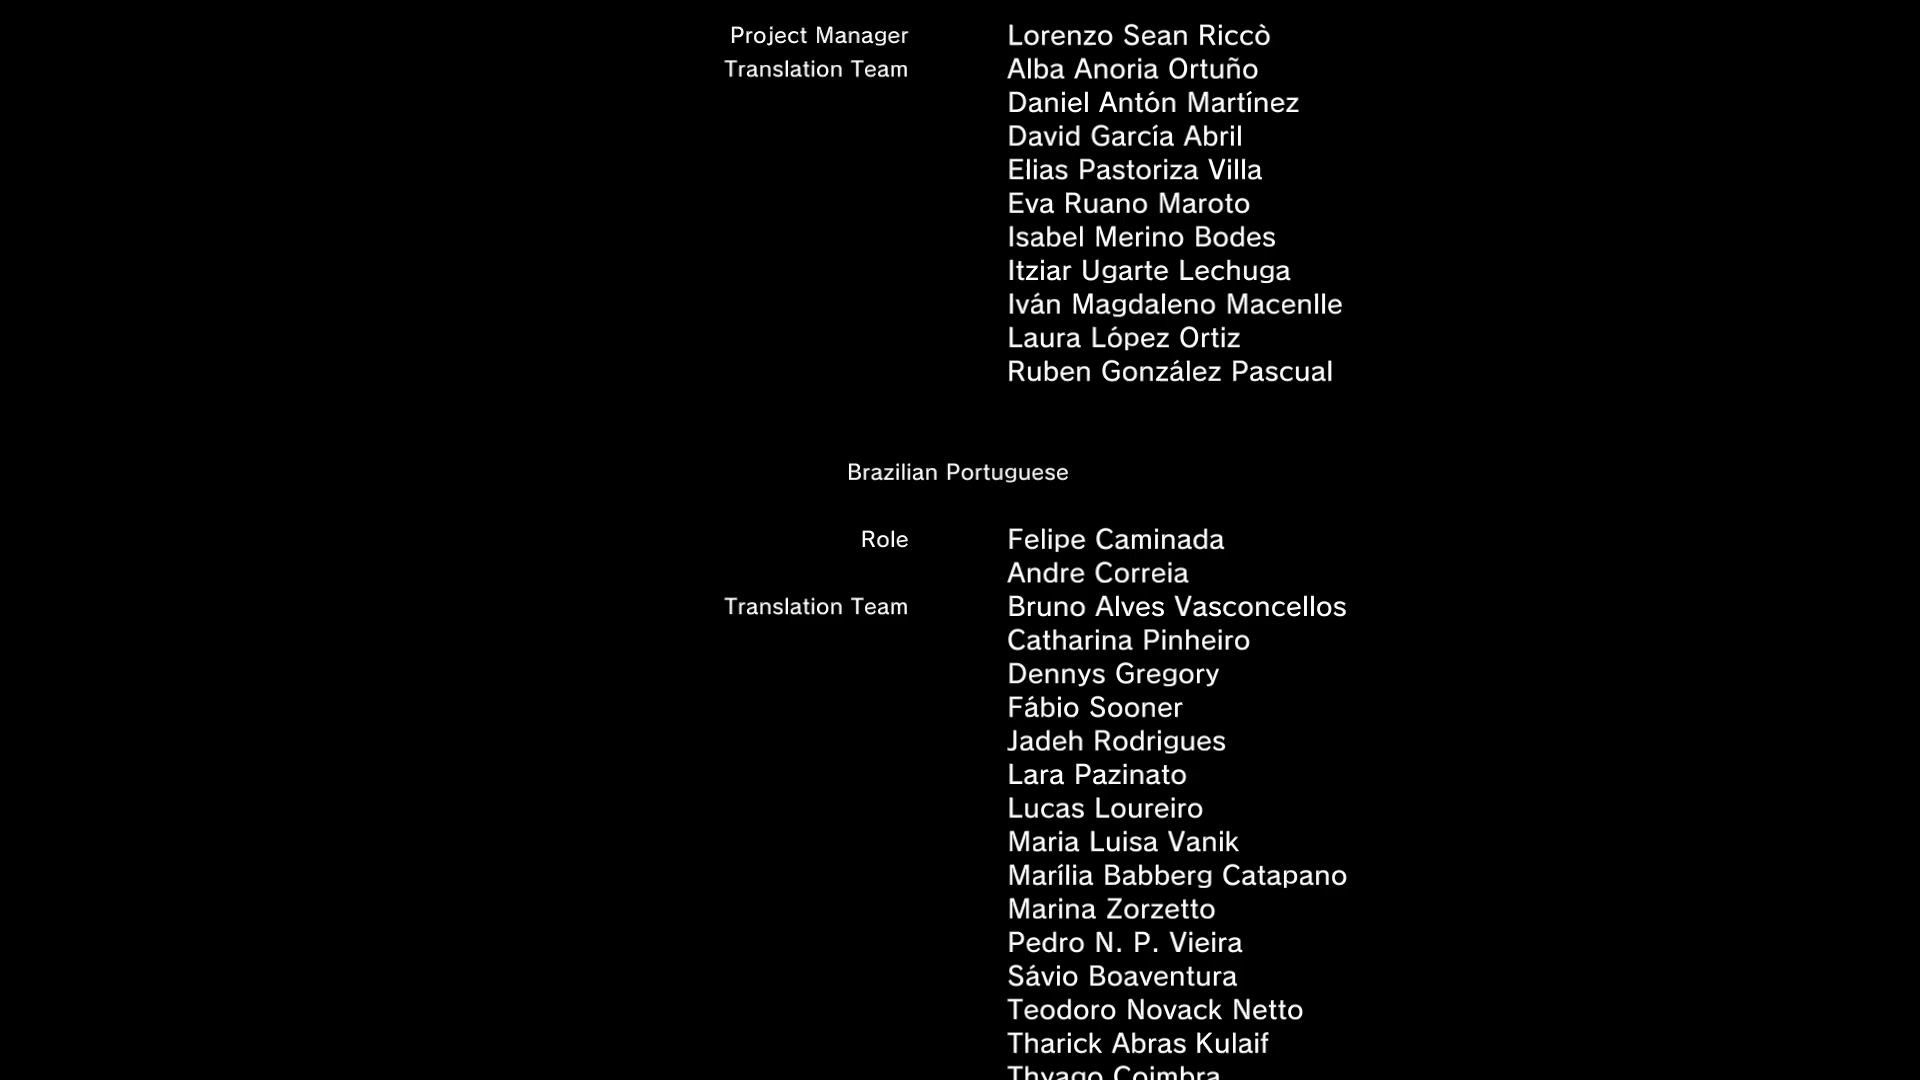 Project Manager Lorenzo Sean Riccò
Translation Team Alba Anoria Ortuño
Daniel Antón Martínez
David García Abril
Elias Pastoriza Villa
Eva Ruano Maroto
Isabel Merino Bodes
Itziar Ugarte Lechuga
Iván Magdaleno Macenlle
Laura López Ortiz
Ruben González Pascual
Brazilian Portuguese
Role Felipe Caminada
Andre Correia
Translation Team Bruno Alves Vasconcellos
Catharina Pinheiro
Dennys Gregory
Fábio Sooner
Jadeh Rodrigues
Lara Pazinato
Lucas Loureiro
Maria Luisa Vanik
Marília Babberg Catapano
Marina Zorzetto
Pedro N. P. Vieira
Sávio Boaventura
Teodoro Novack Netto
Tharick Abras Kulaif
Thyago Coimbra